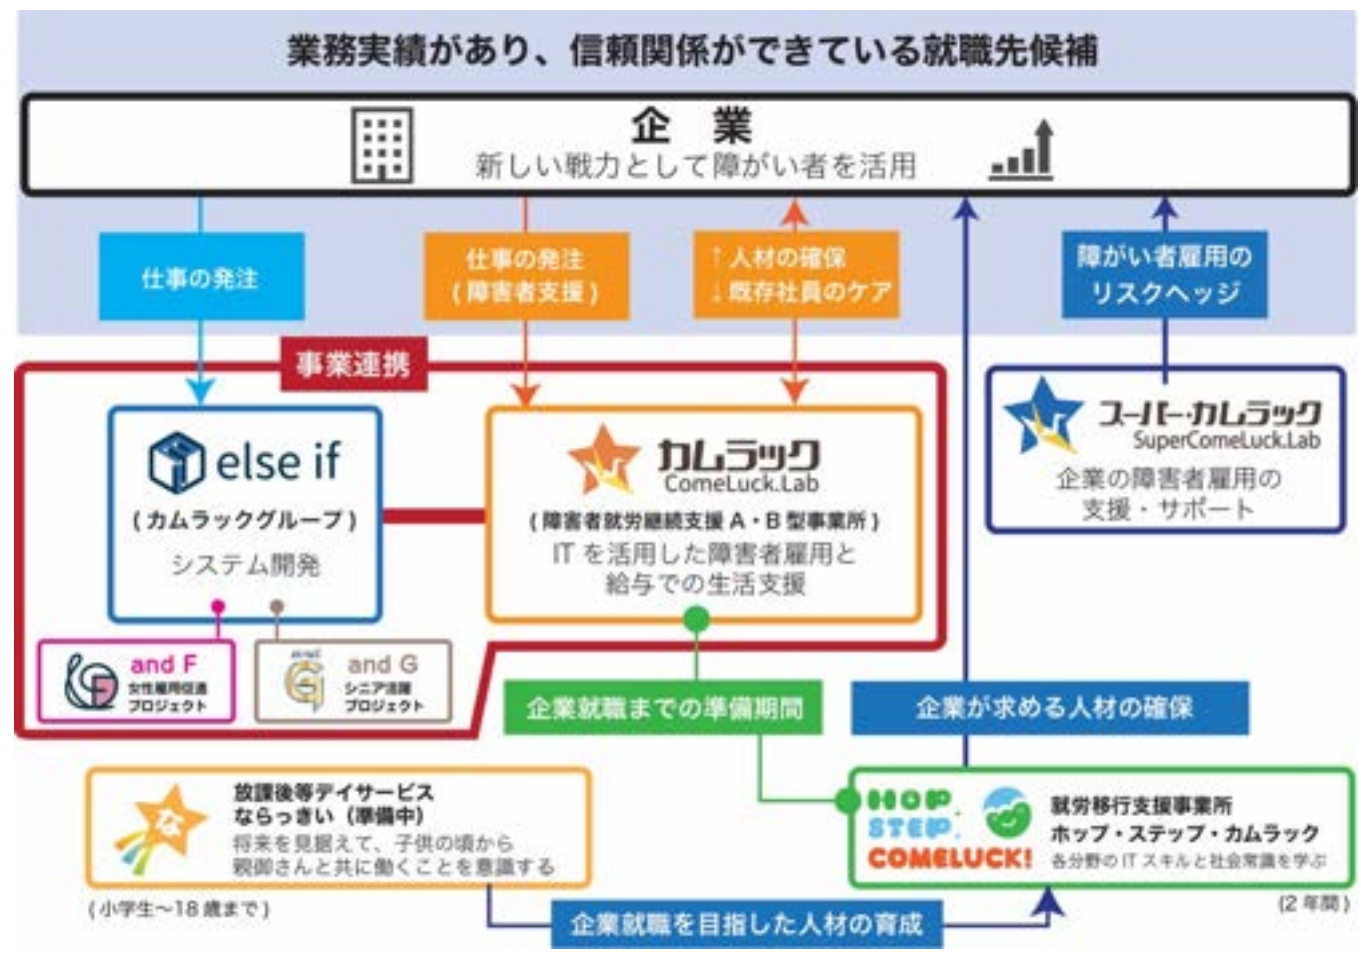 業務実績があり、信頼関係ができている就職先候補
企 業
新しい戦力として障がい者を活用
仕事の発注
仕事の発注
(障害者支援)
↑人材の確保
↓既存社員のケア
障がい者雇用の
リスクヘッジ
事業連携
else if
(カムラックグループ)
システム開発
カムラック
ComeLuck.Lab
(障害者就労継続支援A・B型事業所)
ITを活用した障害者雇用と
給与での生活支援
スーパー・カムラック
SuperComeLuck.Lab
企業の障害者雇用の
支援・サポート
and F
女性雇用促進
プロジェクト
and G
シニア活躍
プロジェクト
企業就職までの準備期間
企業が求める人材の確保
な
放課後等デイサービス
ならっきぃ(準備中)
将来を見据えて、子供の頃から
親御さんと共に働くことを意識する
(小学生〜18歳まで)
HOP.
STEP.
COMELUCK!
就労移行支援事業所
ホップ・ステップ・カムラック
各分野のITスキルと社会常識を学ぶ
(2年間)
企業就職を目指した人材の育成